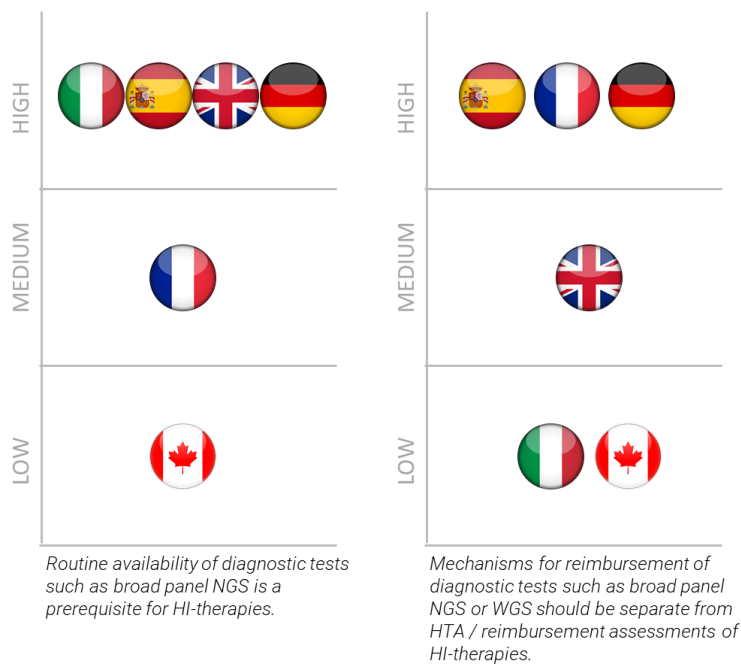 HIGH
MEDIUM
LOW
Routine availability of diagnostic tests
such as broad panel NGS is a
prerequisite for HI-therapies.
HIGH
MEDIUM
LOW
Mechanisms for reimbursement of
diagnostic tests such as broad panel
NGS or WGS should be separate from
HTA / reimbursement assessments of
HI-therapies.